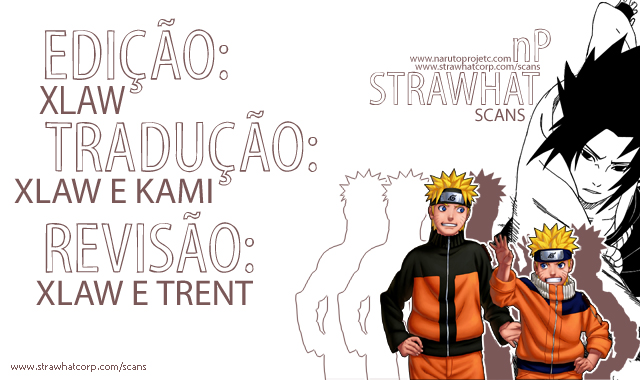 EDIÇÃO:
XLAW
TRADUÇÃO:
XLAW E KAMI
REVISÃO:
XLAW E TRENT
www.strawhatcorp.com/scans
nP
www.narutoprojetc.com
www.strawhatcorp.com/scans
STRAWHAT
SCANS